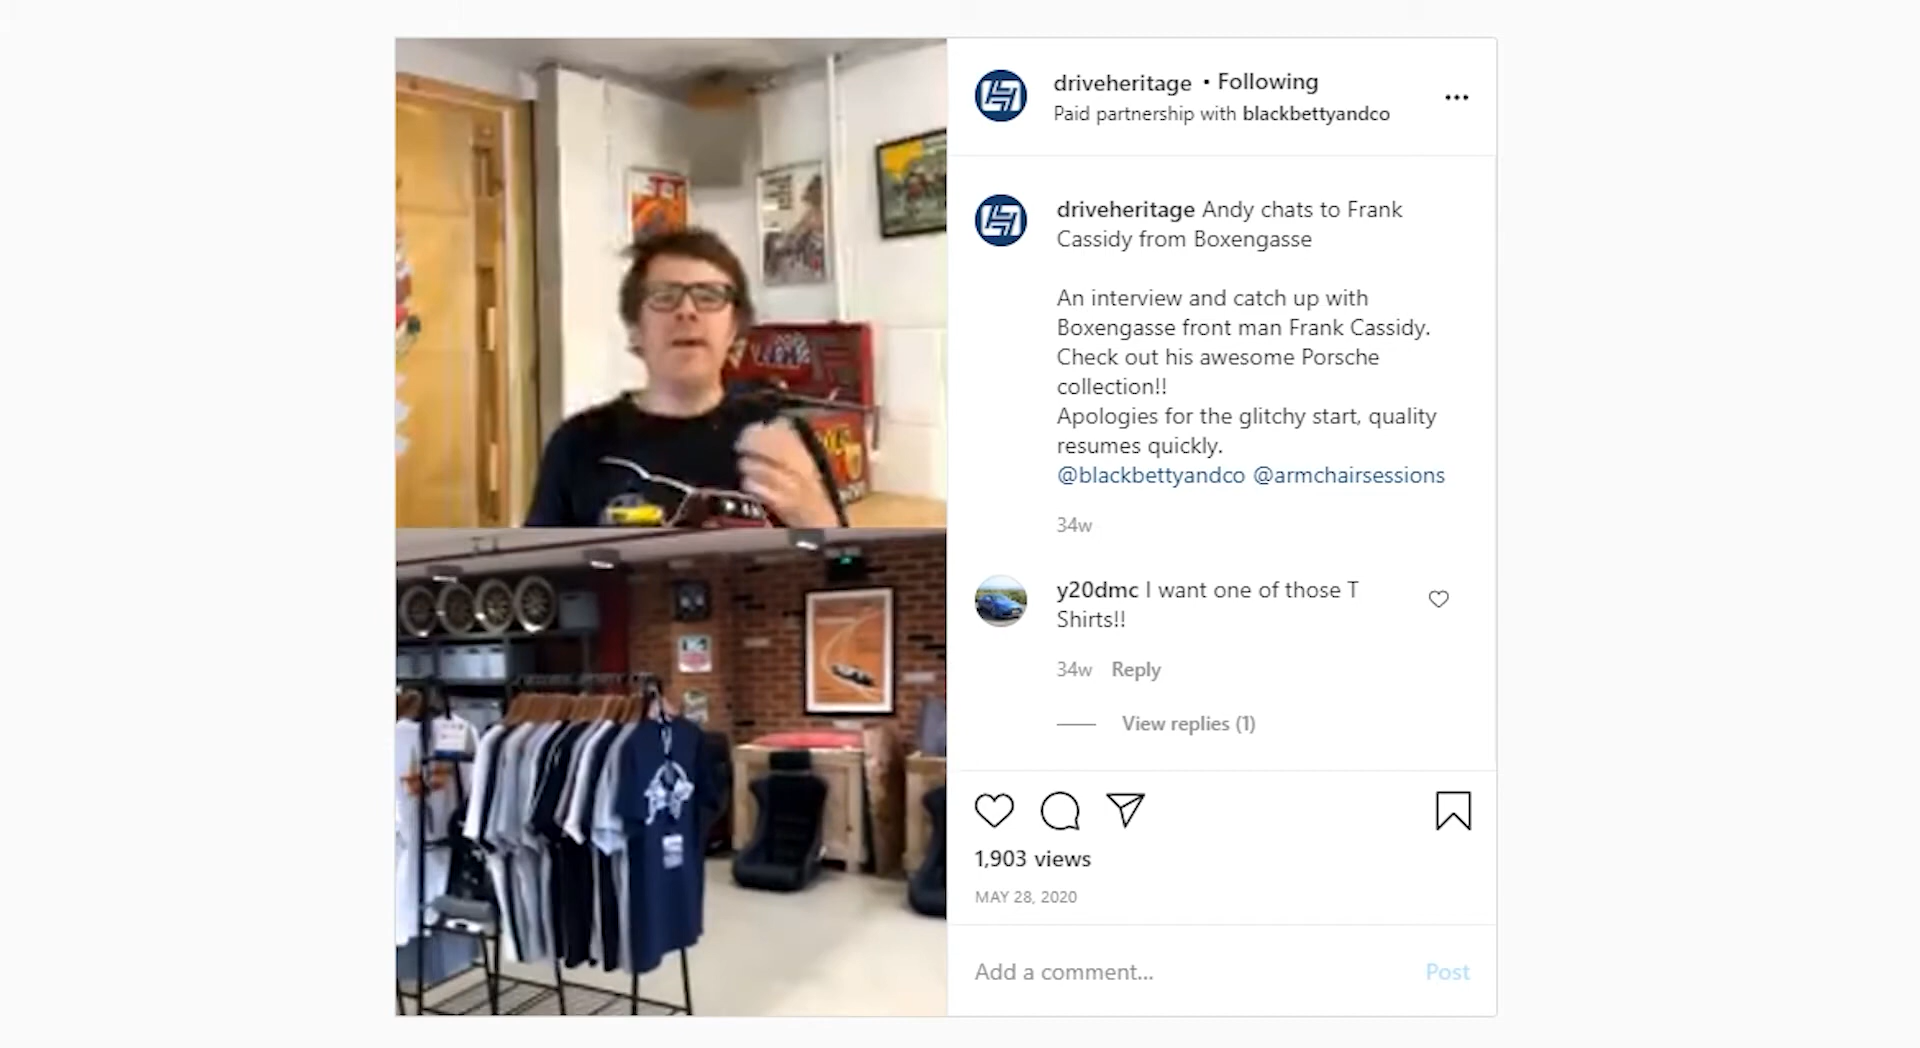 driveheritage • Following
Paid partnership with blackbettyandco
driveheritage Andy chats to Frank
Cassidy from Boxengasse
An interview and catch up with
Boxengasse front man Frank Cassidy.
Check out his awesome Porsche
collection!!
Apologies for the glitchy start, quality
resumes quickly.
@blackbettyandco @armchairsessions
34w
y20dmc I want one of those T
Shirts!!
34w Reply
View replies (1)
1,903 views
MAY 28, 2020
Add a comment... Post